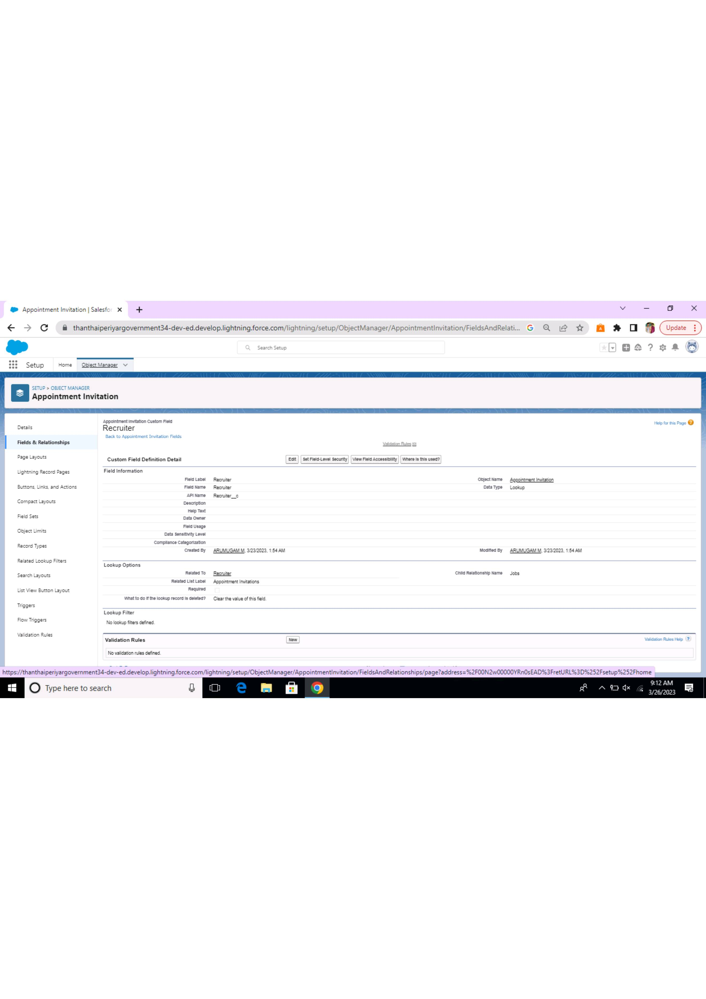 Appointment Invitation | Salesfor
thanthaiperiyargovernment34-dev-ed.develop.lightning.force.com/lightning/setup/ObjectManager/AppointmentInvitation/FieldsAndRelati...
Update
Search Setup
Setup
Home
Object Manager
SETUP > OBJECT MANAGER
Appointment Invitation
Details
Fields & Relationships
Page Layouts
Lightning Record Pages
Buttons, Links, and Actions
Compact Layouts
Field Sets
Object Limits
Record Types
Related Lookup Filters
Search Layouts
List View Button Layout
Triggers
Flow Triggers
Validation Rules
Appointment Invitation Custom Field
Recruiter
Back to Appointment Invitation Fields
Help for this Page
Validation Rules [0]
Custom Field Definition Detail
Edit Set Field-Level Security View Field Accessibility Where is this used?
Field Information
Field Label Recruiter Object Name Appointment Invitation
Field Name Recruiter Data Type Lookup
API Name Recruiter__c
Description
Help Text
Data Owner
Field Usage
Data Sensitivity Level
Compliance Categorization
Created By ARUMUGAM M, 3/23/2023, 1:54 AM Modified By ARUMUGAM M, 3/23/2023, 1:54 AM
Lookup Options
Related To Recruiter Child Relationship Name Jobs
Related List Label Appointment Invitations
Required
What to do if the lookup record is deleted? Clear the value of this field.
Lookup Filter
No lookup filters defined.
Validation Rules New Validation Rules Help ?
No validation rules defined.
https://thanthaiperiyargovernment34-dev-ed.develop.lightning.force.com/lightning/setup/ObjectManager/AppointmentInvitation/FieldsAndRelationships/page?address=%2F00N2w00000YRn0sEAD%3FretURL%3D%252Fsetup%252Fhome
Type here to search
9:12 AM
3/26/2023